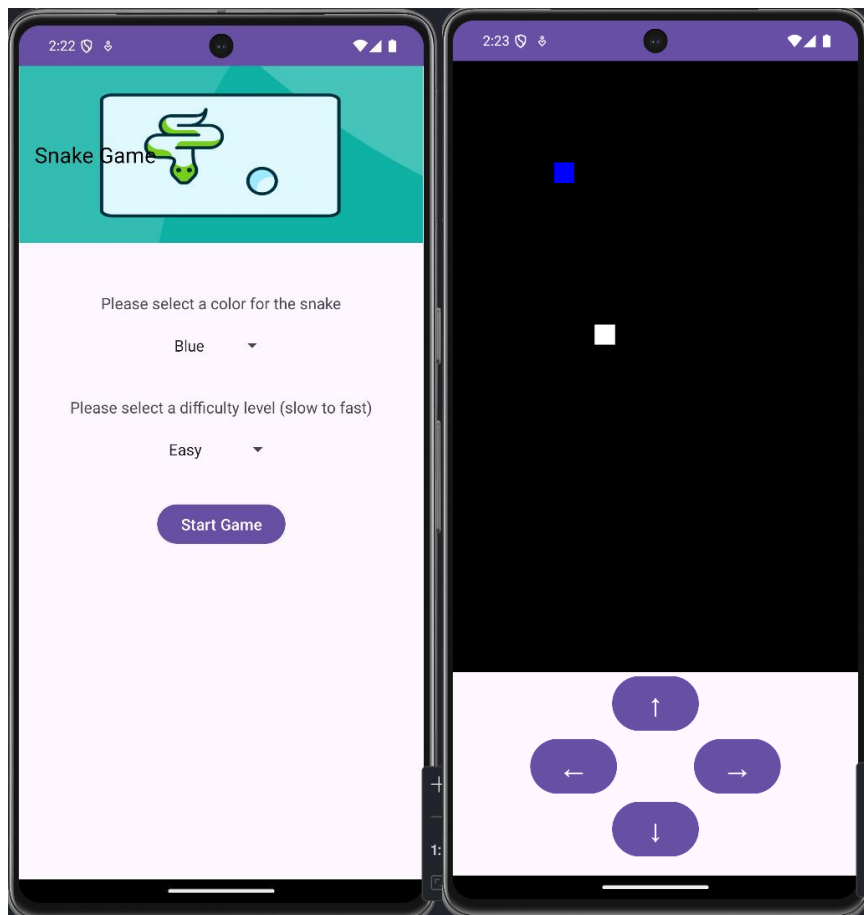 2:22
Snake Game
Please select a color for the snake
Blue
Please select a difficulty level (slow to fast)
Easy
Start Game
+
1:
2:23
↑
← →
↓